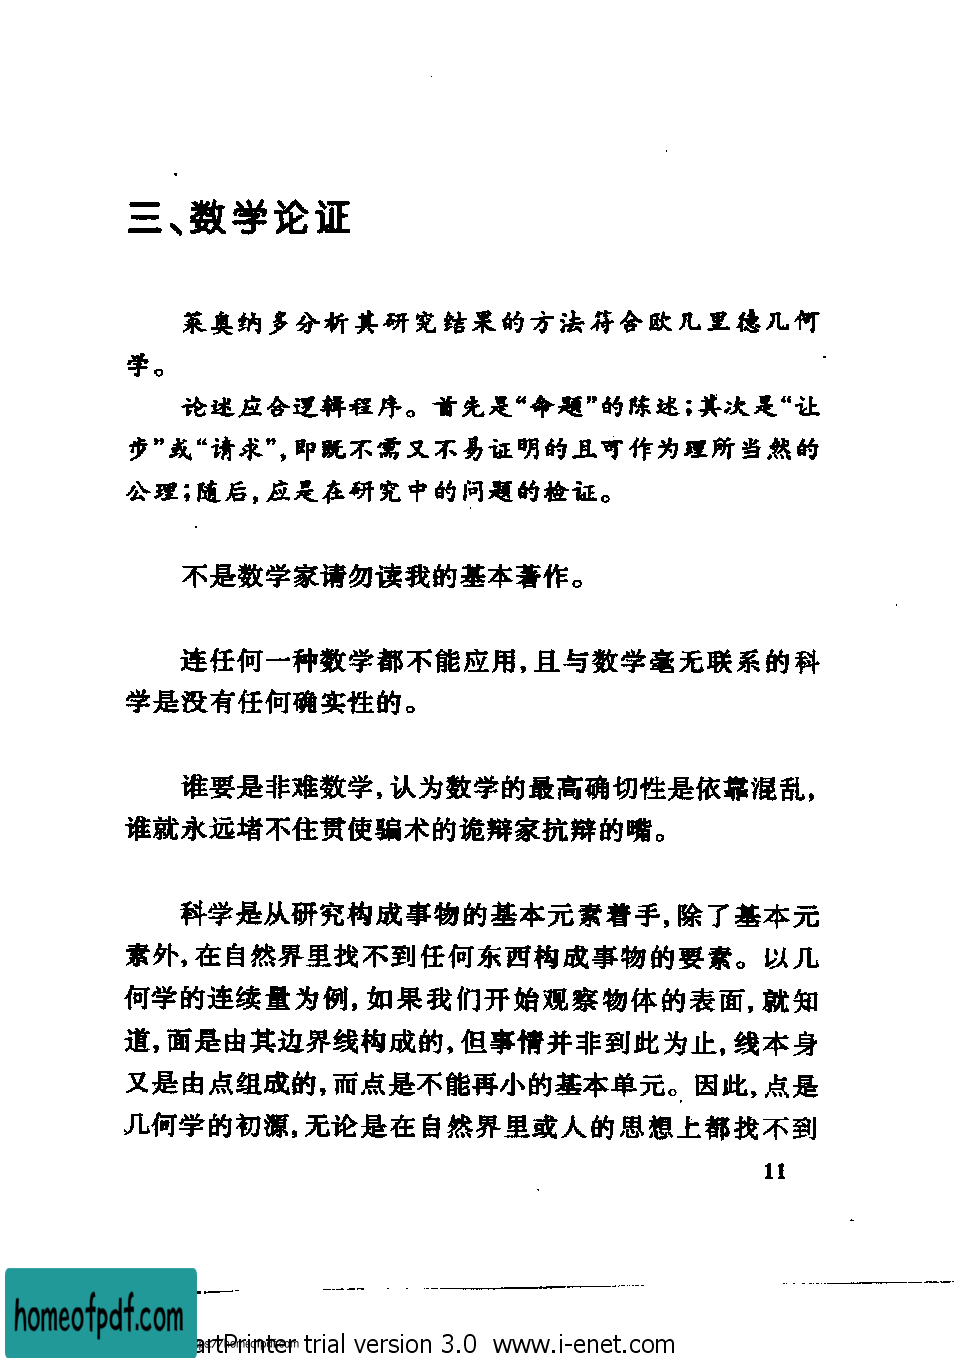 三、数学论证
莱奥纳多分析其研究结果的方法符合欧几里德几何
学。
论述应合逻辑程序。首先是“命题”的陈述；其次是“让
步”或“请求”，即既不需又不易证明的且可作为理所当然的
公理；随后，应是在研究中的问题的检证。
不是数学家请勿读我的基本著作。
连任何一种数学都不能应用，且与数学毫无联系的科
学是没有任何确实性的。
谁要是非难数学，认为数学的最高确切性是依靠混乱，
谁就永远堵不住贯使骗术的诡辩家抗辩的嘴。
科学是从研究构成事物的基本元素着手，除了基本元
素外，在自然界里找不到任何东西构成事物的要素。以几
何学的连续量为例，如果我们开始观察物体的表面，就知
道，面是由其边界线构成的，但事情并非到此为止，线本身
又是由点组成的，而点是不能再小的基本单元。因此，点是
几何学的初源，无论是在自然界里或人的思想上都找不到
11
homeofpdf.com
artPrinter trial version 3.0 www.i-enet.com